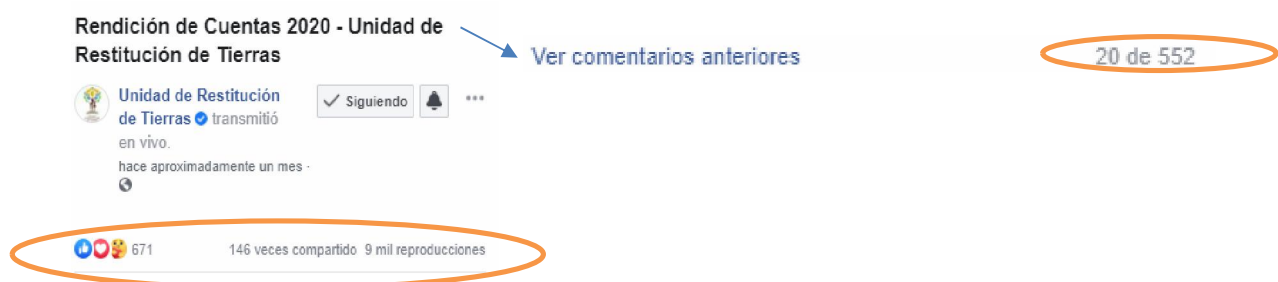 Rendición de Cuentas 2020 - Unidad de
Restitución de Tierras
Ver comentarios anteriores
20 de 552
Unidad de Restitución
de Tierras transmitió
en vivo.
hace aproximadamente un mes ·
Siguiendo
671
146 veces compartido 9 mil reproducciones